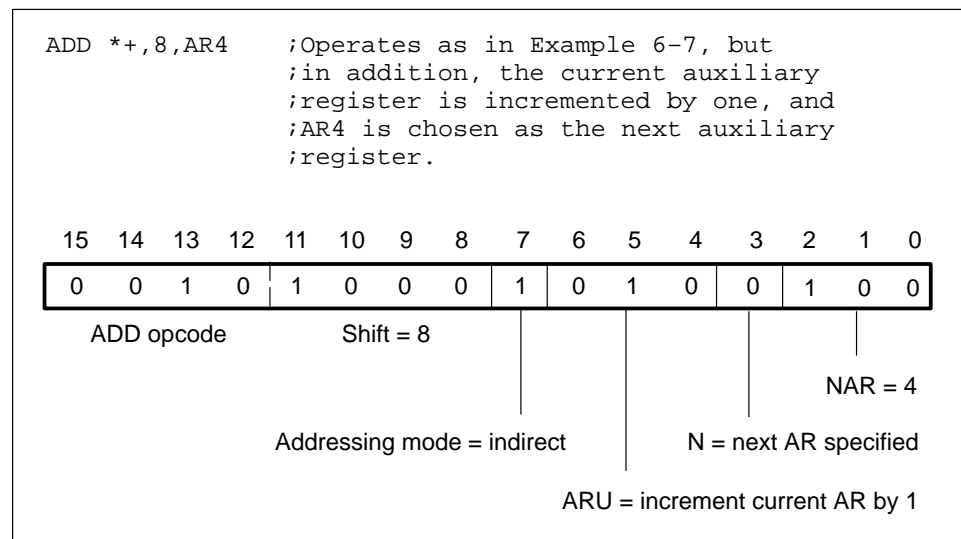 ADD *+,8,AR4 ;Operates as in Example 6–7, but
;in addition, the current auxiliary
;register is incremented by one, and
;AR4 is chosen as the next auxiliary
;register.
15 14 13 12 11 10 9 8 7 6 5 4 3 2 1 0
0 0 1 0 1 0 0 0 1 0 1 0 0 1 0 0
ADD opcode Shift = 8
NAR = 4
Addressing mode = indirect N = next AR specified
ARU = increment current AR by 1